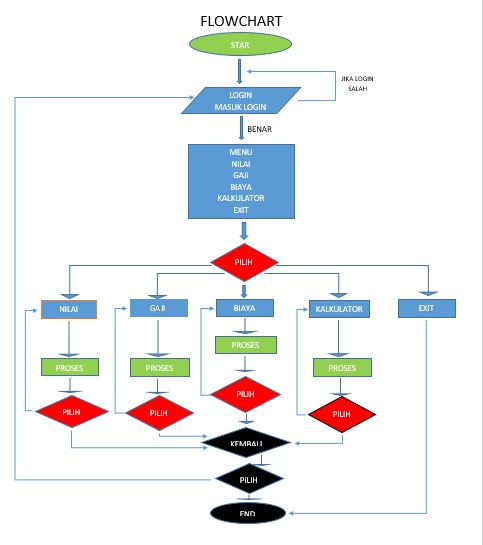 FLOWCHART
STAR
JIKA LOGIN
SALAH
LOGIN
MASUK LOGIN
BENAR
MENU
NILAI
GAJI
BIAYA
KALKULATOR
EXIT
PILIH
NILAI
GAJI
BIAYA
KALKULATOR
EXIT
PROSES
PROSES
PROSES
PROSES
PILIH
PILIH
PILIH
PILIH
KEMBALI
PILIH
END